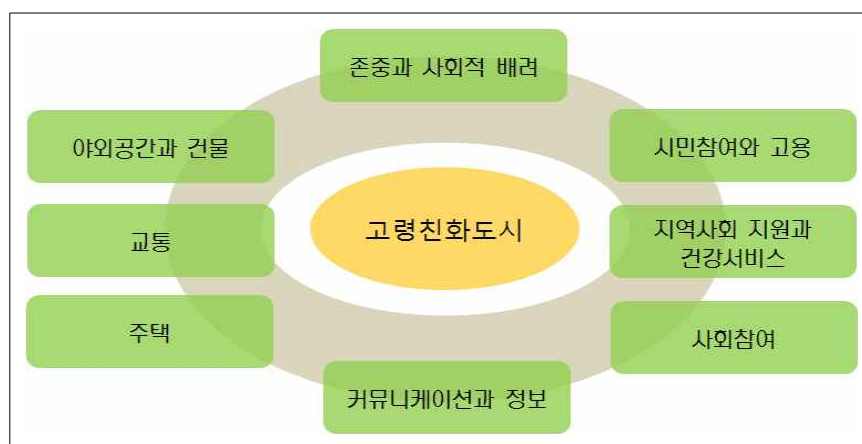 존중과 사회적 배려
야외공간과 건물
시민참여와 고용
교통
고령친화도시
지역사회 지원과
건강서비스
주택
사회참여
커뮤니케이션과 정보